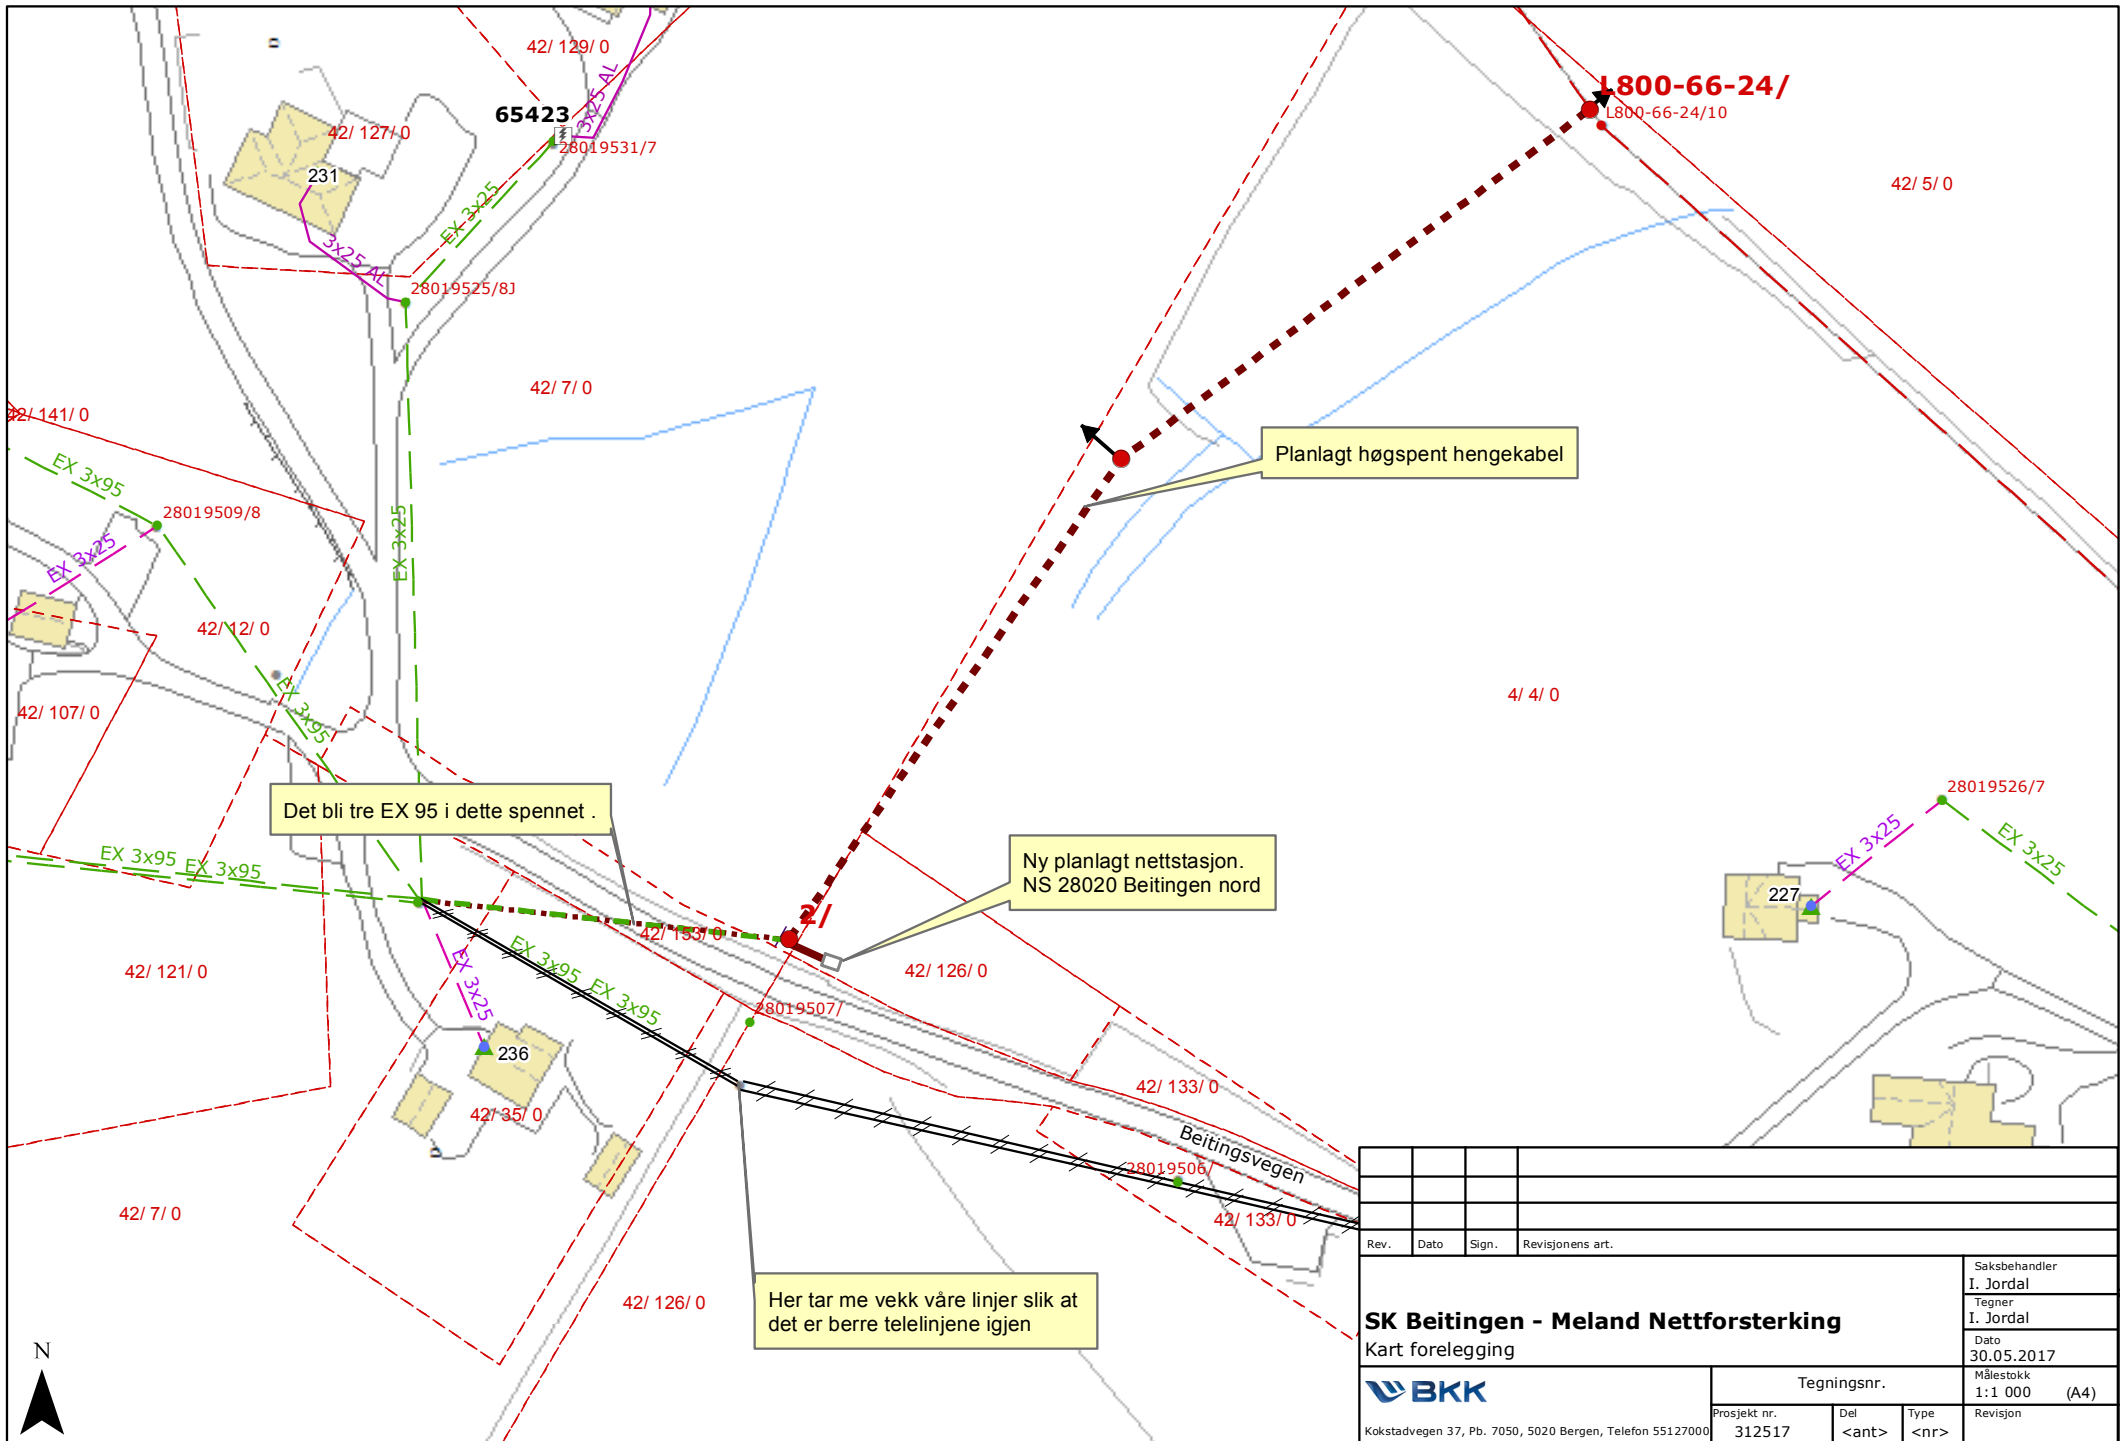 42/ 129/ 0
L800-66-24/
L800-66-24/10
65423
3x25 AL
42/ 127/ 0
28019531/7
231
42/ 5/ 0
EX 3x25
3x25 AL
28019525/8J
42/ 7/ 0
42/ 141/ 0
Planlagt høgspent hengekabel
EX 3x95
28019509/8
EX 3x25
EX 3x25
42/ 12/ 0
4/ 4/ 0
42/ 107/ 0
EX 3x95
28019526/7
Det bli tre EX 95 i dette spennet .
EX 3x25
EX 3x25
Ny planlagt nettstasjon.
NS 28020 Beitingen nord
EX 3x95 EX 3x95
227
2/
42/ 153/ 0
42/ 121/ 0
EX 3x25
EX 3x95 EX 3x95
42/ 126/ 0
28019507/
236
42/ 35/ 0
42/ 133/ 0
Beitingsvegen
28019506/
42/ 7/ 0
42/ 133/ 0
42/ 126/ 0
Her tar me vekk våre linjer slik at
det er berre telelinjene igjen
N
Rev. Dato Sign. Revisjonens art.
Saksbehandler
I. Jordal
Tegner
I. Jordal
SK Beitingen - Meland Nettforsterking
Kart forelegging
Dato
30.05.2017
BKK
Kokstadvegen 37, Pb. 7050, 5020 Bergen, Telefon 55127000
Tegningsnr.
Målestokk
1:1 000 (A4)
Prosjekt nr.
312517
Del
<ant>
Type
<nr>
Revisjon